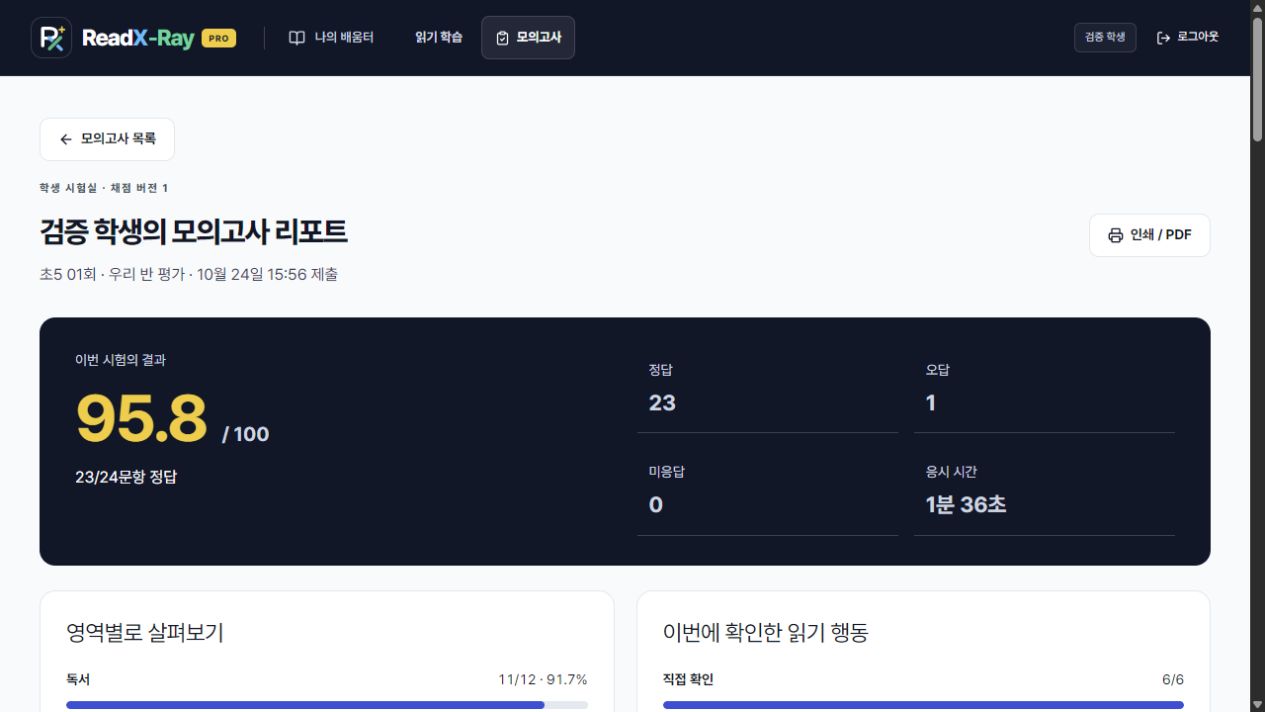 ReadX-Ray PRO
나의 배움터
읽기 학습
모의고사
검증 학생
로그아웃
모의고사 목록
학생 시험실 · 채점 버전 1
검증 학생의 모의고사 리포트
인쇄 / PDF
초5 01회 · 우리 반 평가 · 10월 24일 15:56 제출
이번 시험의 결과
95.8 / 100
23/24문항 정답
정답
23
오답
1
미응답
0
응시 시간
1분 36초
영역별로 살펴보기
독서
11/12 · 91.7%
이번에 확인한 읽기 행동
직접 확인
6/6